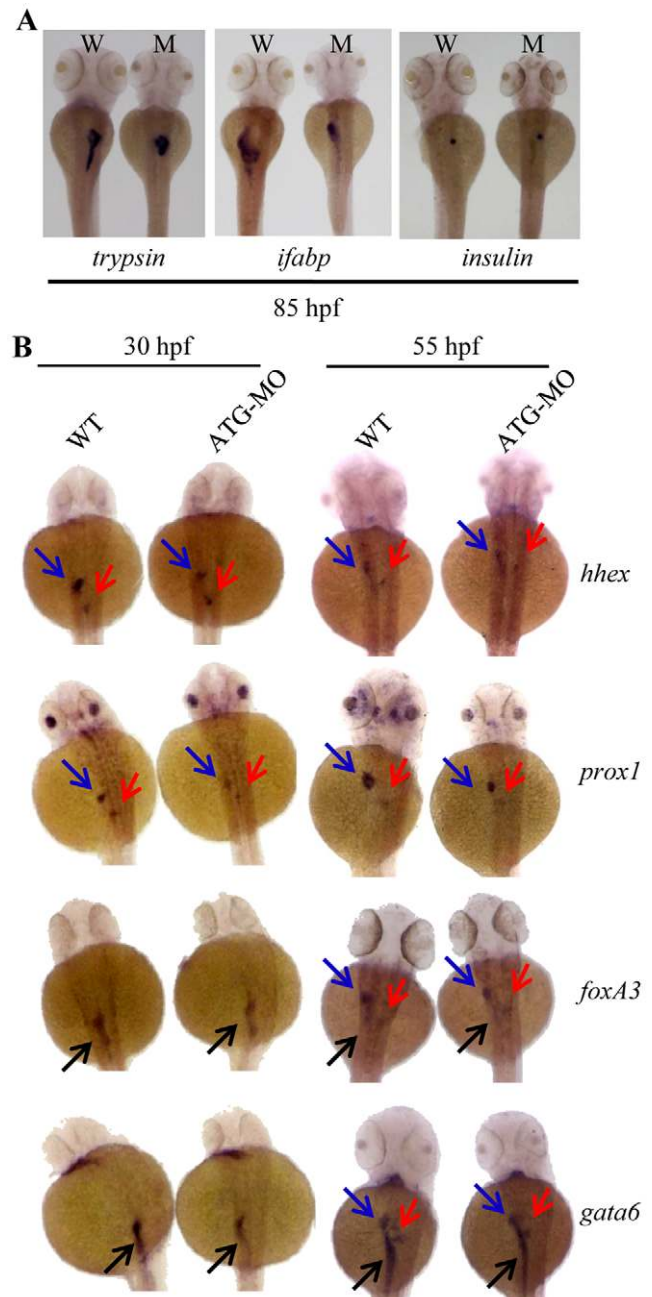 A
W M W M W M
trypsin ifabp insulin
85 hpf
B 30 hpf 55 hpf
WT ATG-MO WT ATG-MO
hhex
prox1
foxA3
gata6